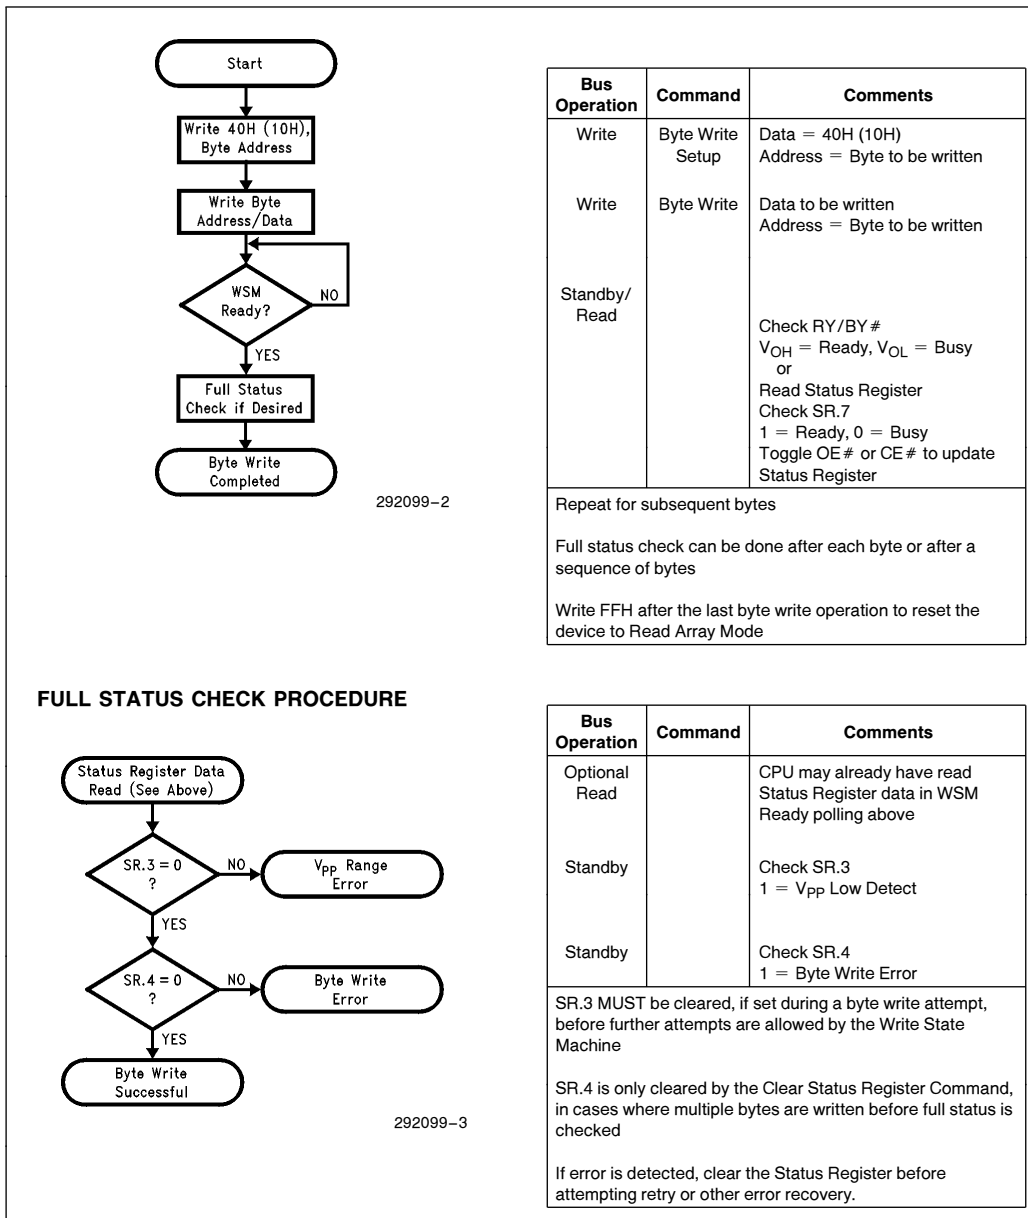 Start
Write 40H (10H),
Byte Address
Write Byte
Address/Data
WSM
Ready?
NO
YES
Full Status
Check if Desired
Byte Write
Completed
292099–2
Bus
Operation
Command
Comments
Write
Byte Write
Setup
Data = 40H (10H)
Address = Byte to be written
Write
Byte Write
Data to be written
Address = Byte to be written
Standby/
Read
Check RY/BY#
VOH = Ready, VOL = Busy
or
Read Status Register
Check SR.7
1 = Ready, 0 = Busy
Toggle OE# or CE# to update
Status Register
Repeat for subsequent bytes
Full status check can be done after each byte or after a
sequence of bytes
Write FFH after the last byte write operation to reset the
device to Read Array Mode
FULL STATUS CHECK PROCEDURE
Status Register Data
Read (See Above)
SR.3 = 0
?
NO
VPP Range
Error
YES
SR.4 = 0
?
NO
Byte Write
Error
YES
Byte Write
Successful
292099–3
Bus
Operation
Command
Comments
Optional
Read
CPU may already have read
Status Register data in WSM
Ready polling above
Standby
Check SR.3
1 = VPP Low Detect
Standby
Check SR.4
1 = Byte Write Error
SR.3 MUST be cleared, if set during a byte write attempt,
before further attempts are allowed by the Write State
Machine
SR.4 is only cleared by the Clear Status Register Command,
in cases where multiple bytes are written before full status is
checked
If error is detected, clear the Status Register before
attempting retry or other error recovery.